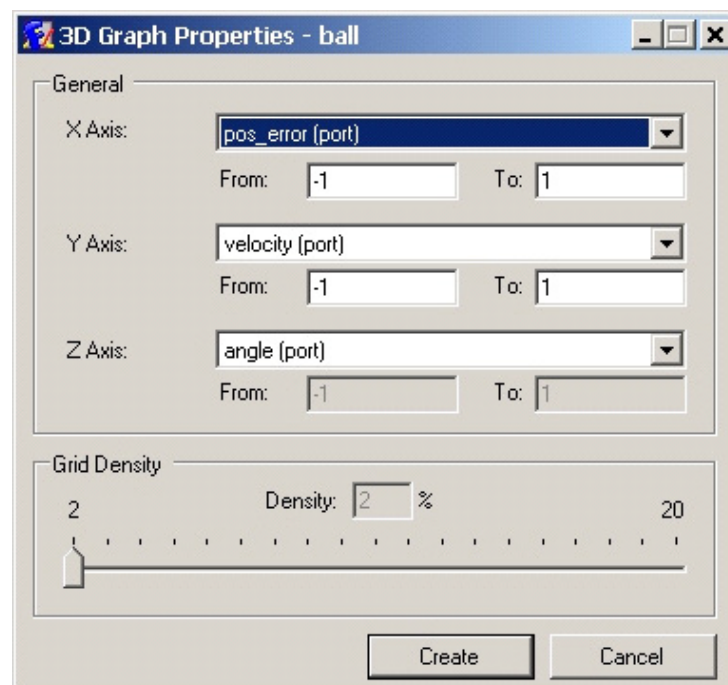 3D Graph Properties - ball
General
X Axis: pos_error (port)
From: -1 To: 1
Y Axis: velocity (port)
From: -1 To: 1
Z Axis: angle (port)
From: -1 To: 1
Grid Density
Density: 2 %
2 20
Create Cancel